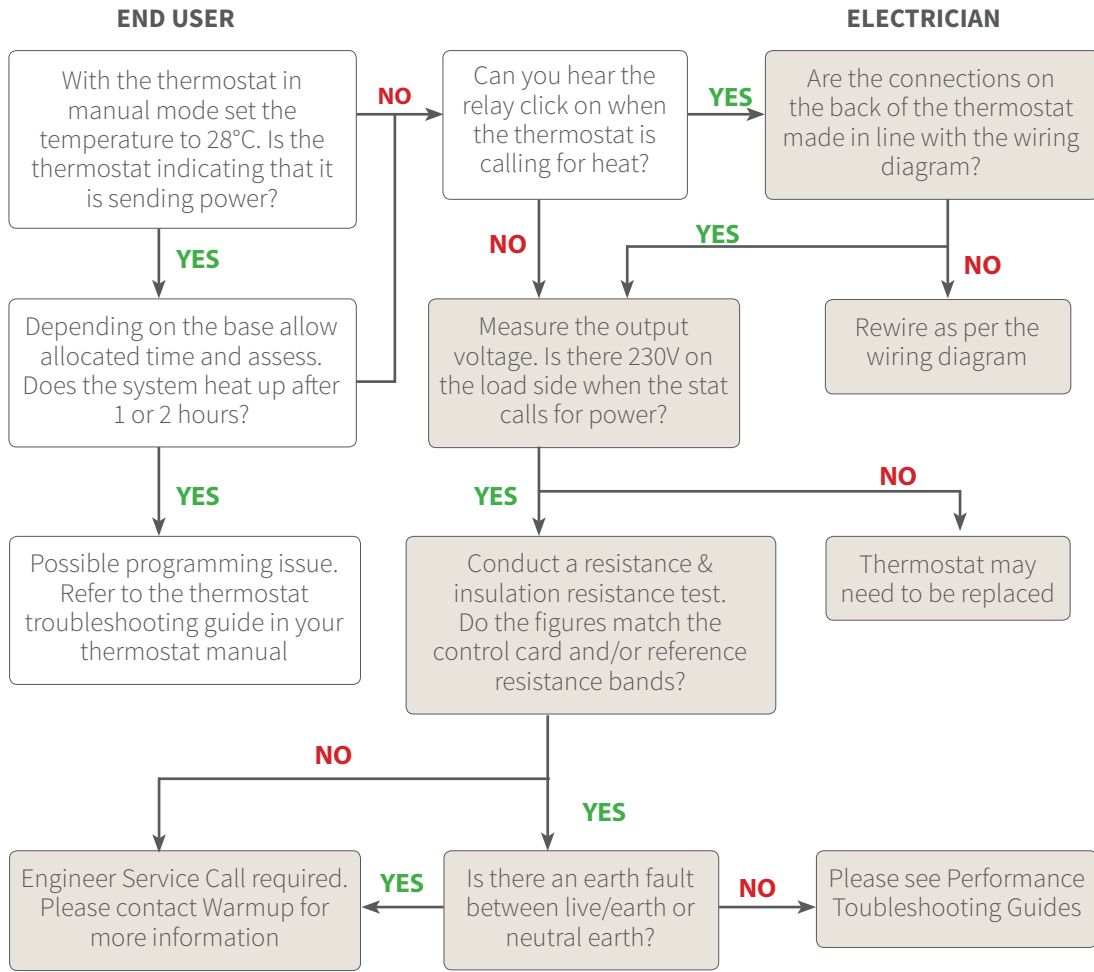 END USER
ELECTRICIAN
With the thermostat in
manual mode set the
temperature to 28°C. Is the
thermostat indicating that it
is sending power?
NO
Can you hear the
relay click on when
the thermostat is
calling for heat?
YES
Are the connections on
the back of the thermostat
made in line with the wiring
diagram?
YES
NO
YES
NO
Depending on the base allow
allocated time and assess.
Does the system heat up after
1 or 2 hours?
Measure the output
voltage. Is there 230V on
the load side when the stat
calls for power?
Rewire as per the
wiring diagram
YES
YES
NO
Possible programming issue.
Refer to the thermostat
troubleshooting guide in your
thermostat manual
Conduct a resistance &
insulation resistance test.
Do the figures match the
control card and/or reference
resistance bands?
Thermostat may
need to be replaced
NO
YES
Engineer Service Call required.
Please contact Warmup for
more information
YES
Is there an earth fault
between live/earth or
neutral earth?
NO
Please see Performance
Toubleshooting Guides